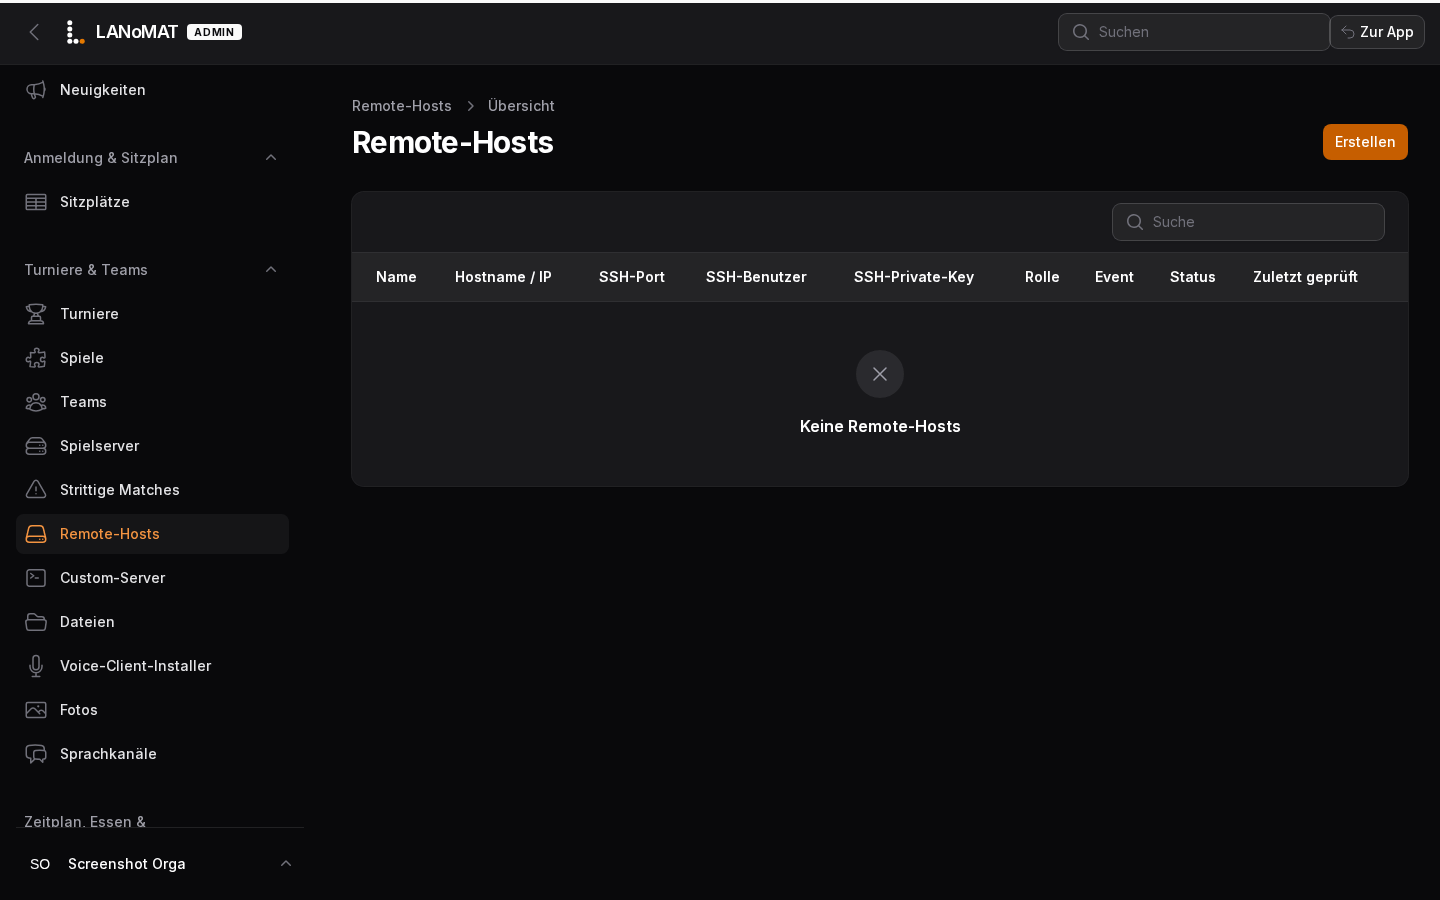 LANoMAT ADMIN
Suchen
Zur App
Neuigkeiten
Anmeldung & Sitzplan
Sitzplätze
Turniere & Teams
Turniere
Spiele
Teams
Spielserver
Strittige Matches
Remote-Hosts
Custom-Server
Dateien
Voice-Client-Installer
Fotos
Sprachkanäle
Zeitplan, Essen &
SO Screenshot Orga
Remote-Hosts Übersicht
Remote-Hosts
Erstellen
Suche
Name Hostname / IP SSH-Port SSH-Benutzer SSH-Private-Key Rolle Event Status Zuletzt geprüft
Keine Remote-Hosts